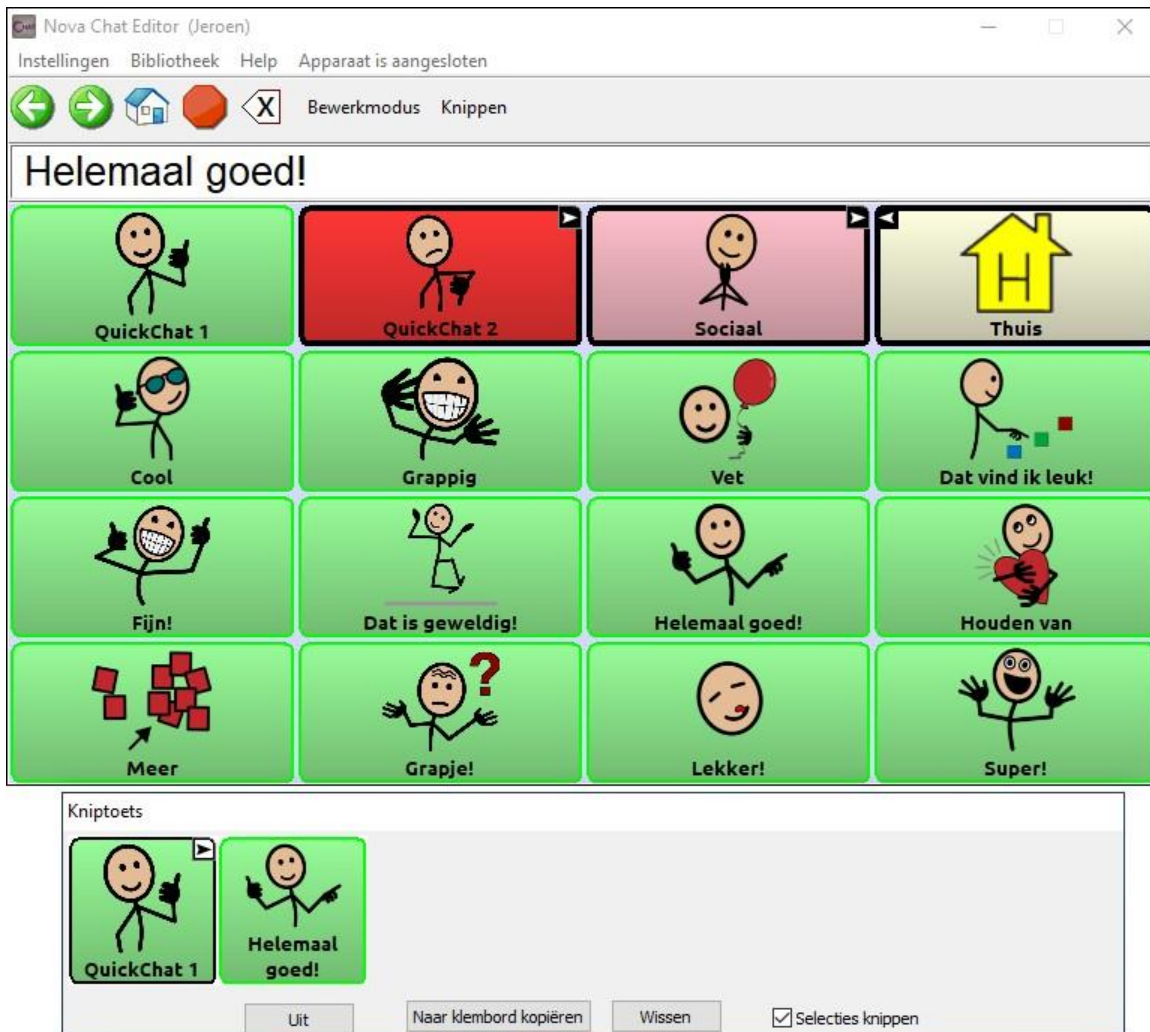 Nova Chat Editor (Jeroen)
Instellingen Bibliotheek Help Apparaat is aangesloten
X Bewerkmodus Knippen
Helemaal goed!
QuickChat 1 QuickChat 2 Sociaal H Thuis
Cool Grappig Vet Dat vind ik leuk!
Fijn! Dat is geweldig! Helemaal goed! Houden van
Meer ? Grapje! Lekker! Super!
Kniptoets
QuickChat 1 Helemaal
goed!
Uit Naar klembord kopiëren Wissen Selecties knippen